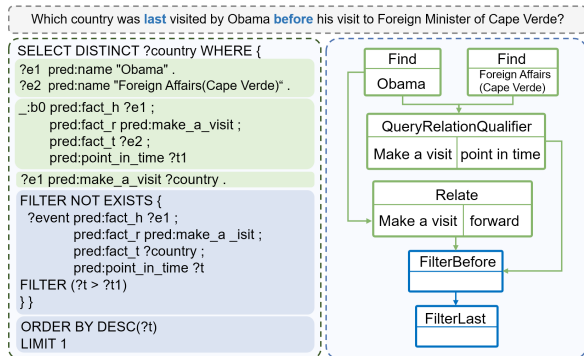 Which country was last visited by Obama before his visit to Foreign Minister of Cape Verde?
SELECT DISTINCT ?country WHERE {
?e1 pred:name "Obama" .
?e2 pred:name "Foreign Affairs(Cape Verde)“ .
_:b0 pred:fact_h ?e1 ;
pred:fact_r pred:make_a_visit ;
pred:fact_t ?e2 ;
pred:point_in_time ?t1
?e1 pred:make_a_visit ?country .
FILTER NOT EXISTS {
?event pred:fact_h ?e1 ;
pred:fact_r pred:make_a _isit ;
pred:fact_t ?country ;
pred:point_in_time ?t
FILTER (?t > ?t1)
} }
ORDER BY DESC(?t)
LIMIT 1
Find
Obama
Find
Foreign Affairs
(Cape Verde)
QueryRelationQualifier
Make a visit
point in time
Relate
Make a visit
forward
FilterBefore
FilterLast